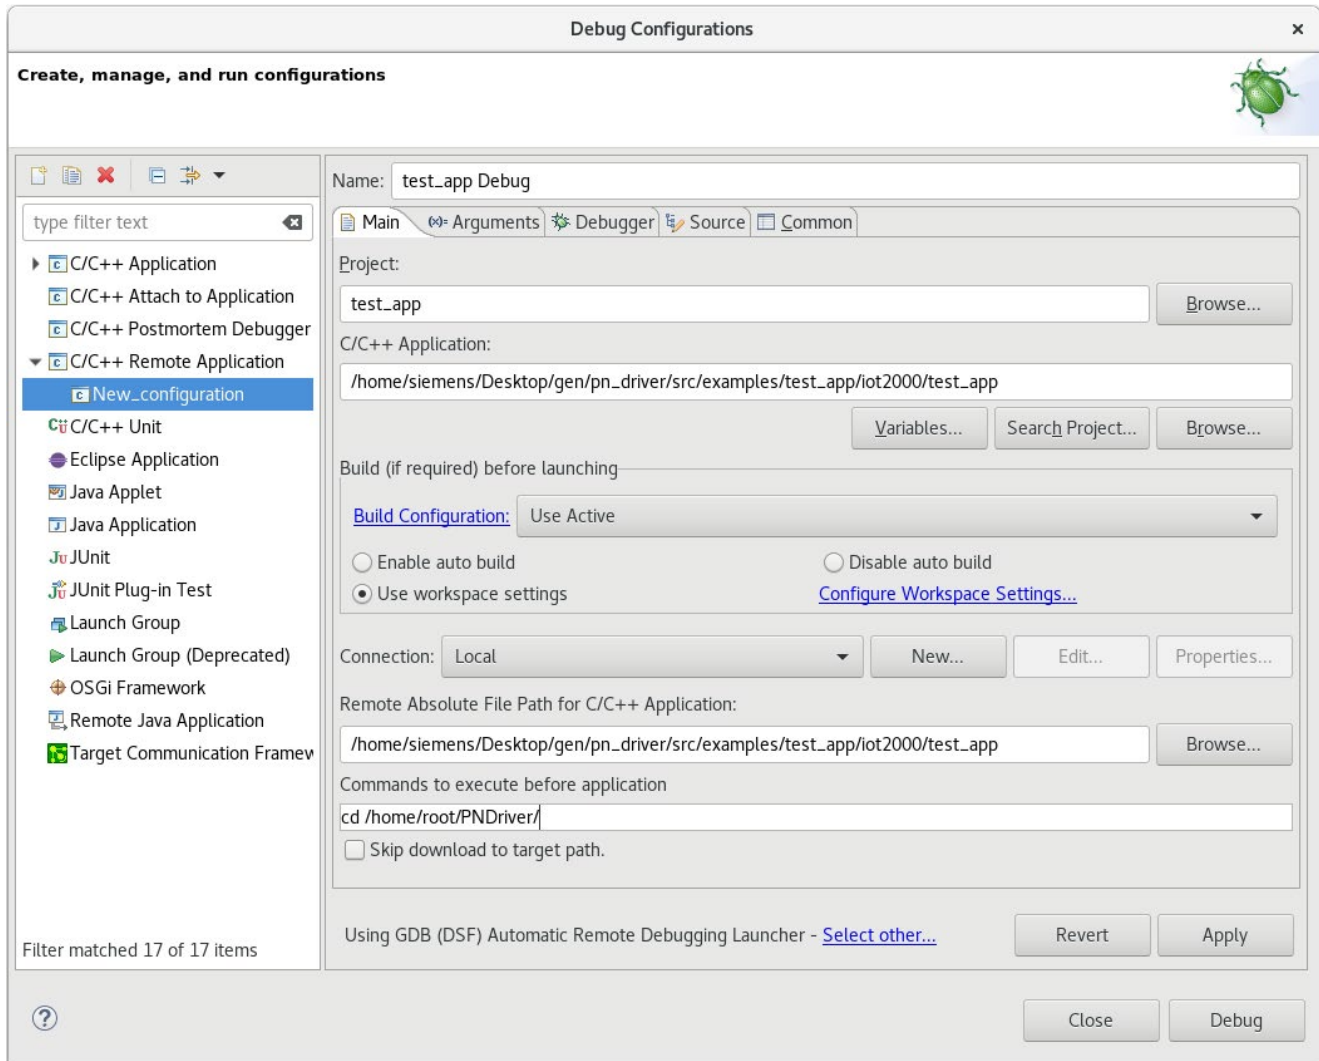 Debug Configurations
×
Create, manage, and run configurations
type filter text
C/C++ Application
C/C++ Attach to Application
C/C++ Postmortem Debugger
C/C++ Remote Application
New_configuration
C/C++ Unit
Eclipse Application
Java Applet
Java Application
JUnit
JUnit Plug-in Test
Launch Group
Launch Group (Deprecated)
OSGi Framework
Remote Java Application
Target Communication Framew
Filter matched 17 of 17 items
Name: test_app Debug
Main (x)= Arguments Debugger Source Common
Project:
test_app Browse...
C/C++ Application:
/home/siemens/Desktop/gen/pn_driver/src/examples/test_app/iot2000/test_app
Variables... Search Project... Browse...
Build (if required) before launching
Build Configuration: Use Active
Enable auto build Disable auto build
Use workspace settings Configure Workspace Settings...
Connection: Local New... Edit... Properties...
Remote Absolute File Path for C/C++ Application:
/home/siemens/Desktop/gen/pn_driver/src/examples/test_app/iot2000/test_app Browse...
Commands to execute before application
cd /home/root/PNDriver/
Skip download to target path.
Using GDB (DSF) Automatic Remote Debugging Launcher - Select other... Revert Apply
? Close Debug